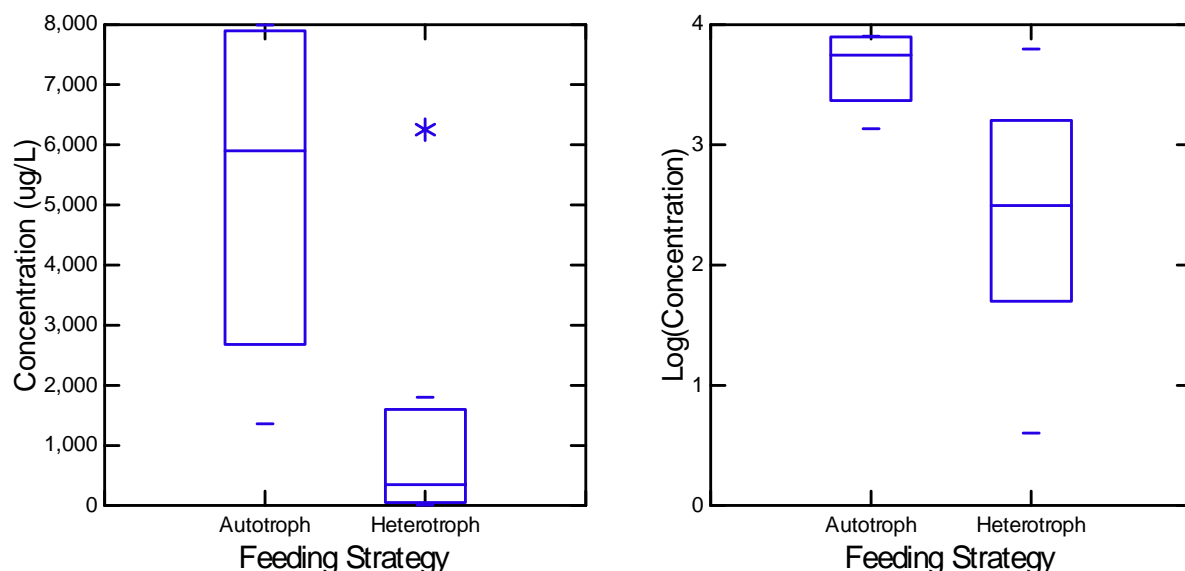 Concentration (ug/L)
8,000
7,000
6,000
5,000
4,000
3,000
2,000
1,000
0
Autotroph Heterotroph
Feeding Strategy
Log(Concentration)
4
3
2
1
0
Autotroph Heterotroph
Feeding Strategy